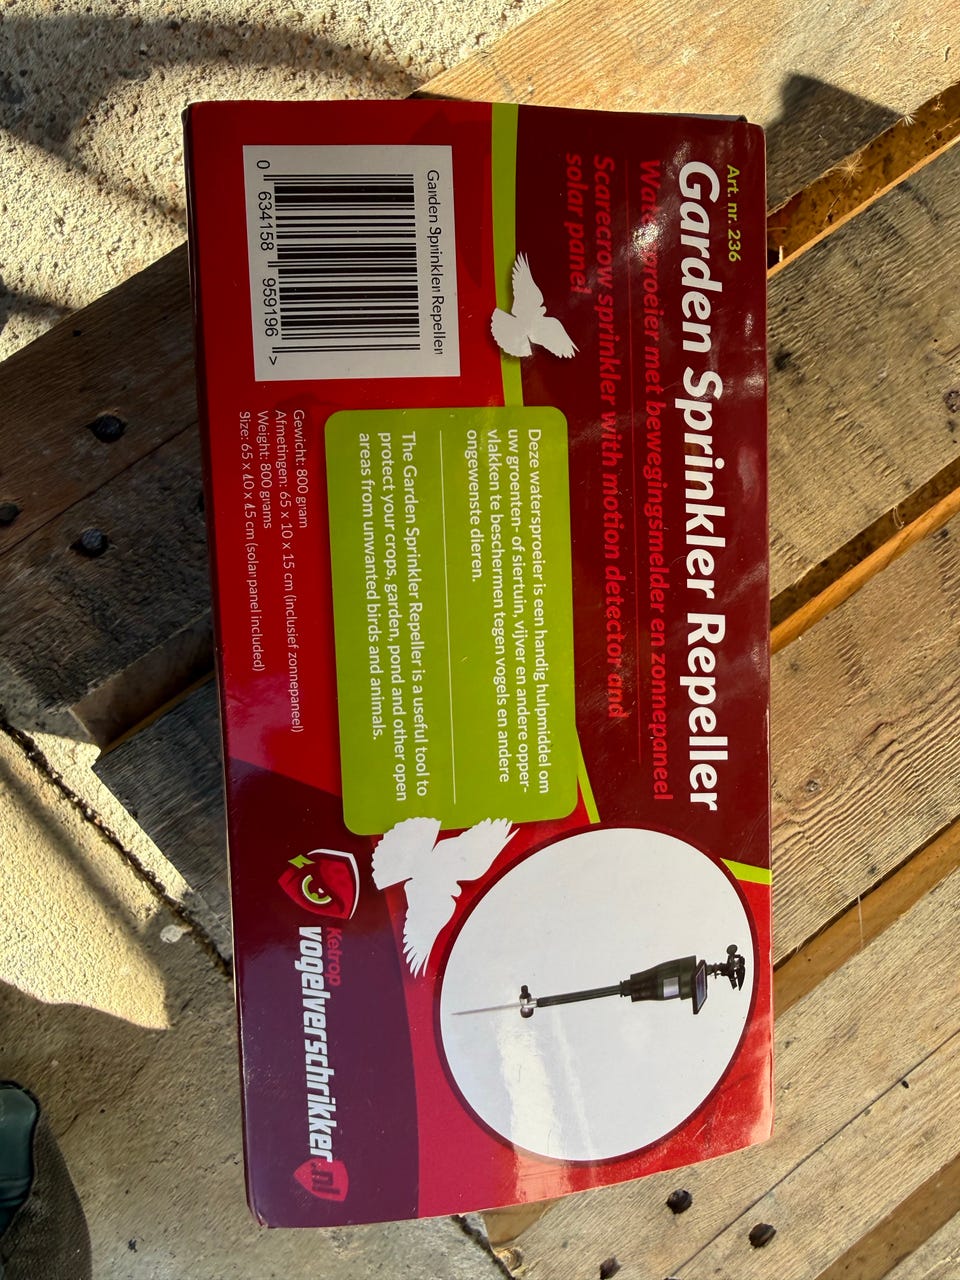 Art. nr. 236
Garden Sprinkler Repeller
Watersproeier met bewegingsmelder en zonnepaneel
Scarecrow sprinkler with motion detector and
solar panel
Deze watersproeier is een handig hulpmiddel om
uw groenten- of siertuin, vijver en andere opper-
vlakken te beschermen tegen vogels en andere
ongewenste dieren.
The Garden Sprinkler Repeller is a useful tool to
protect your crops, garden, pond and other open
areas from unwanted birds and animals.
Garden Sprinkler Repeller
0 634158 959196 >
Gewicht: 800 gram
Afmetingen: 65 x 10 x 15 cm (inclusief zonnepaneel)
Weight: 800 grams
Size: 65 x 10 x 15 cm (solar panel included)
Ketrop
vogelverschrikker.nl